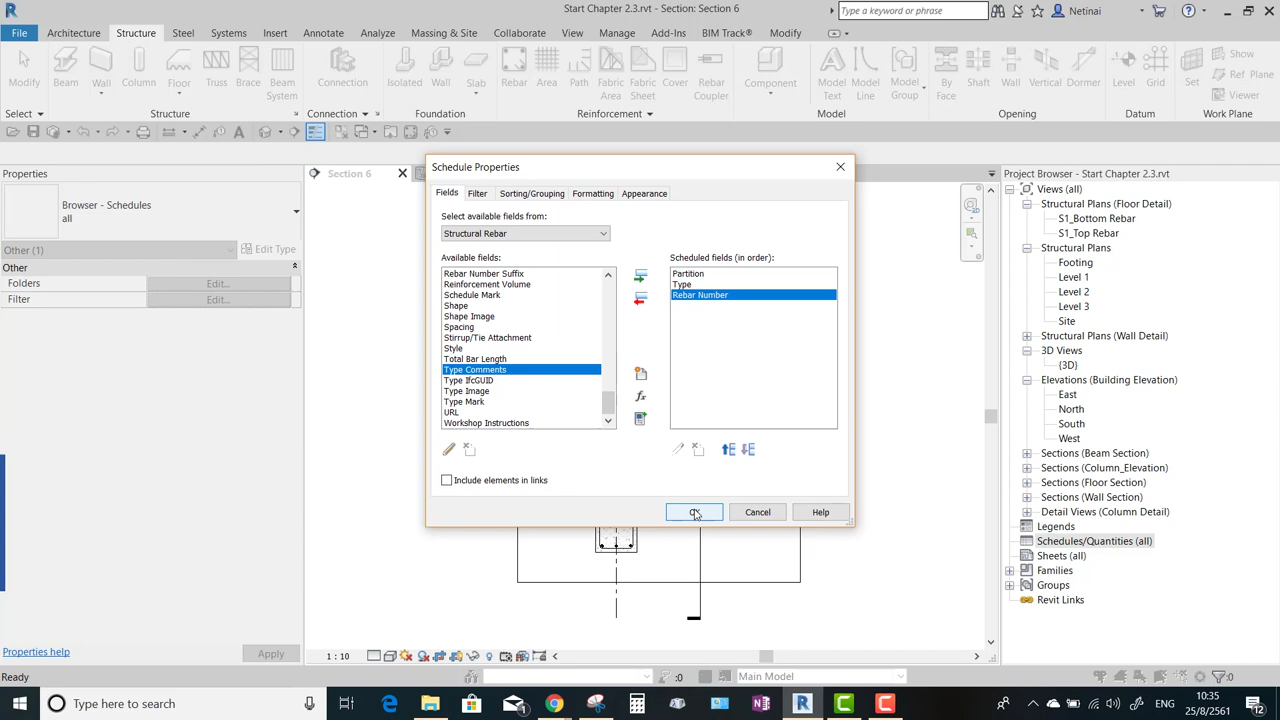 Start Chapter 2.3.rvt - Section: Section 6
Type a keyword or phrase
Netinai
File Architecture Structure Steel Systems Insert Annotate Analyze Massing & Site Collaborate View Manage Add-Ins BIM Track® Modify
Modify Beam Wall Column Floor Truss Brace Beam System Connection Isolated Wall Slab Rebar Area Path Fabric Area Fabric Sheet Cover Rebar Coupler Component Model Text Model Line Model Group By Face Shaft Wall Vertical Dormer Level Grid Set Show Ref Plane Viewer
Select Structure Connection Foundation Reinforcement Model Opening Datum Work Plane
Properties
Browser - Schedules
all
Other (1) Edit Type
Other
Folders Edit...
Filter Edit...
Properties help Apply
Section 6
Schedule Properties
Fields Filter Sorting/Grouping Formatting Appearance
Select available fields from:
Structural Rebar
Available fields:
Rebar Number Suffix
Reinforcement Volume
Schedule Mark
Shape
Shape Image
Spacing
Stirrup/Tie Attachment
Style
Total Bar Length
Type Comments
Type IfcGUID
Type Image
Type Mark
URL
Workshop Instructions
Scheduled fields (in order):
Partition
Type
Rebar Number
Include elements in links
Cancel Help
Project Browser - Start Chapter 2.3.rvt
Views (all)
Structural Plans (Floor Detail)
S1_Bottom Rebar
S1_Top Rebar
Structural Plans
Footing
Level 1
Level 2
Level 3
Site
Structural Plans (Wall Detail)
3D Views
{3D}
Elevations (Building Elevation)
East
North
South
West
Sections (Beam Section)
Sections (Column_Elevation)
Sections (Floor Section)
Sections (Wall Section)
Detail Views (Column Detail)
Legends
Schedules/Quantities (all)
Sheets (all)
Families
Groups
Revit Links
1 : 10
Ready :0 Main Model :0
Type here to search
10:35
25/8/2561